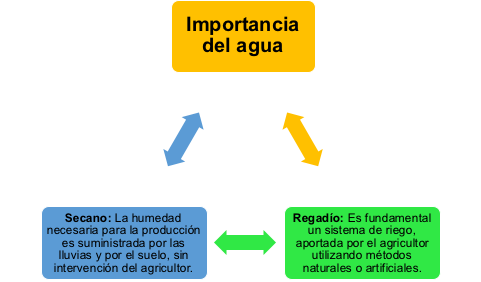 Importancia
del agua
Secano: La humedad
necesaria para la producción
es suministrada por las
lluvias y por el suelo, sin
intervención del agricultor.
Regadío: Es fundamental
un sistema de riego,
aportada por el agricultor
utilizando métodos
naturales o artificiales.